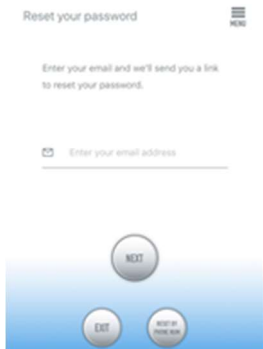 Reset your password
MENU
Enter your email and we'll send you a link
to reset your password.
Enter your email address
NEXT
EXIT
RESET BY
PHONE NUM